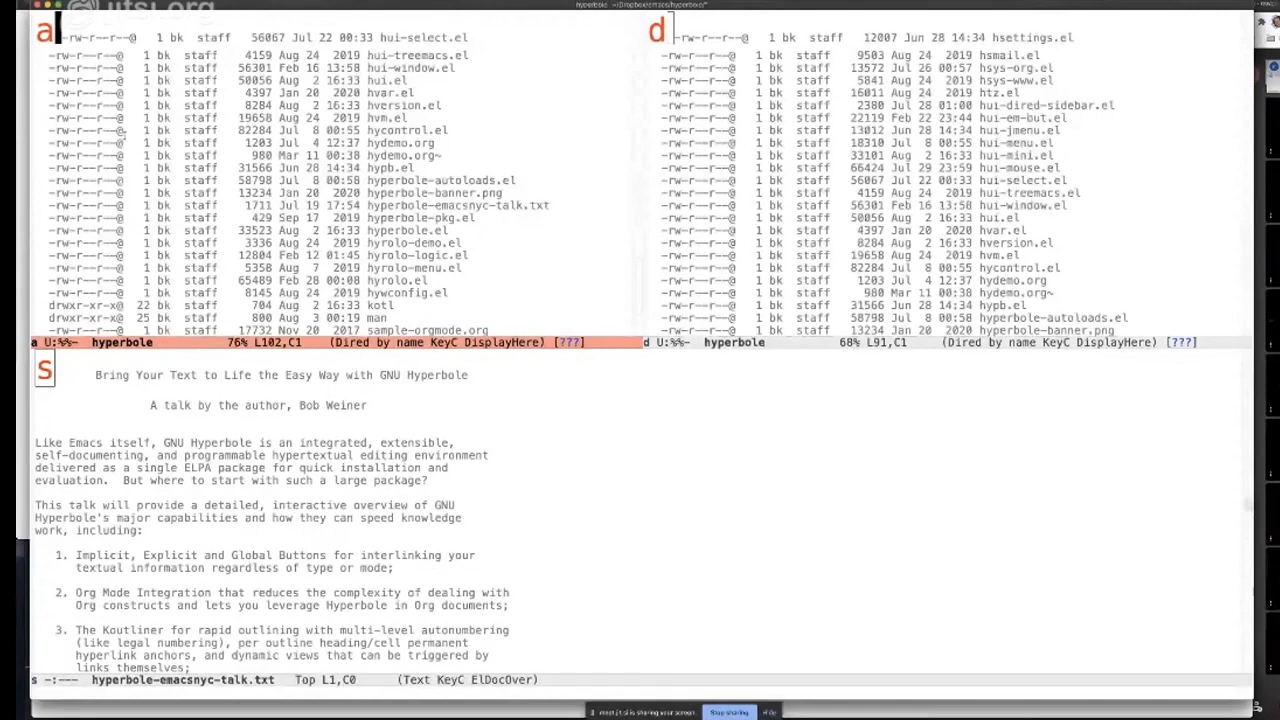 hyperbole ~/Dropbox/emacs/hyperbole/
jitsi.org
a
-rw-r--r--@ 1 bk staff 56067 Jul 22 00:33 hui-select.el
-rw-r--r--@ 1 bk staff 4159 Aug 24 2019 hui-treemacs.el
-rw-r--r--@ 1 bk staff 56301 Feb 16 13:58 hui-window.el
-rw-r--r--@ 1 bk staff 50056 Aug 2 16:33 hui.el
-rw-r--r--@ 1 bk staff 4397 Jan 20 2020 hvar.el
-rw-r--r--@ 1 bk staff 8284 Aug 2 16:33 hversion.el
-rw-r--r--@ 1 bk staff 19658 Aug 24 2019 hvm.el
-rw-r--r--@ 1 bk staff 82284 Jul 8 00:55 hycontrol.el
-rw-r--r--@ 1 bk staff 1203 Jul 4 12:37 hydemo.org
-rw-r--r--@ 1 bk staff 980 Mar 11 00:38 hydemo.org~
-rw-r--r--@ 1 bk staff 31566 Jun 28 14:34 hypb.el
-rw-r--r--@ 1 bk staff 58798 Jul 8 00:58 hyperbole-autoloads.el
-rw-r--r--@ 1 bk staff 13234 Jan 20 2020 hyperbole-banner.png
-rw-r--r--@ 1 bk staff 1711 Jul 19 17:54 hyperbole-emacsnyc-talk.txt
-rw-r--r--@ 1 bk staff 429 Sep 17 2019 hyperbole-pkg.el
-rw-r--r--@ 1 bk staff 33523 Aug 2 16:33 hyperbole.el
-rw-r--r--@ 1 bk staff 3336 Aug 24 2019 hyrolo-demo.el
-rw-r--r--@ 1 bk staff 12804 Feb 12 01:45 hyrolo-logic.el
-rw-r--r--@ 1 bk staff 5358 Aug 7 2019 hyrolo-menu.el
-rw-r--r--@ 1 bk staff 65489 Feb 28 00:08 hyrolo.el
-rw-r--r--@ 1 bk staff 8145 Aug 24 2019 hywconfig.el
drwxr-xr-x@ 22 bk staff 704 Aug 2 16:33 kotl
drwxr-xr-x@ 25 bk staff 800 Aug 3 00:19 man
-rw-r--r--@ 1 bk staff 17732 Nov 20 2017 sample-orgmode.org
a U:%%- hyperbole 76% L102,C1 (Dired by name KeyC DisplayHere) [???]
d
-rw-r--r--@ 1 bk staff 12007 Jun 28 14:34 hsettings.el
-rw-r--r--@ 1 bk staff 9503 Aug 24 2019 hsmail.el
-rw-r--r--@ 1 bk staff 13572 Jul 26 00:57 hsys-org.el
-rw-r--r--@ 1 bk staff 5841 Aug 24 2019 hsys-www.el
-rw-r--r--@ 1 bk staff 16011 Aug 24 2019 htz.el
-rw-r--r--@ 1 bk staff 2380 Jul 28 01:00 hui-dired-sidebar.el
-rw-r--r--@ 1 bk staff 22119 Feb 22 23:44 hui-em-but.el
-rw-r--r--@ 1 bk staff 13012 Jun 28 14:34 hui-jmenu.el
-rw-r--r--@ 1 bk staff 18310 Jul 8 00:55 hui-menu.el
-rw-r--r--@ 1 bk staff 33101 Aug 2 16:33 hui-mini.el
-rw-r--r--@ 1 bk staff 66424 Jul 29 23:59 hui-mouse.el
-rw-r--r--@ 1 bk staff 56067 Jul 22 00:33 hui-select.el
-rw-r--r--@ 1 bk staff 4159 Aug 24 2019 hui-treemacs.el
-rw-r--r--@ 1 bk staff 56301 Feb 16 13:58 hui-window.el
-rw-r--r--@ 1 bk staff 50056 Aug 2 16:33 hui.el
-rw-r--r--@ 1 bk staff 4397 Jan 20 2020 hvar.el
-rw-r--r--@ 1 bk staff 8284 Aug 2 16:33 hversion.el
-rw-r--r--@ 1 bk staff 19658 Aug 24 2019 hvm.el
-rw-r--r--@ 1 bk staff 82284 Jul 8 00:55 hycontrol.el
-rw-r--r--@ 1 bk staff 1203 Jul 4 12:37 hydemo.org
-rw-r--r--@ 1 bk staff 980 Mar 11 00:38 hydemo.org~
-rw-r--r--@ 1 bk staff 31566 Jun 28 14:34 hypb.el
-rw-r--r--@ 1 bk staff 58798 Jul 8 00:58 hyperbole-autoloads.el
-rw-r--r--@ 1 bk staff 13234 Jan 20 2020 hyperbole-banner.png
d U:%%- hyperbole 68% L91,C1 (Dired by name KeyC DisplayHere) [???]
s
Bring Your Text to Life the Easy Way with GNU Hyperbole
A talk by the author, Bob Weiner
Like Emacs itself, GNU Hyperbole is an integrated, extensible,
self-documenting, and programmable hypertextual editing environment
delivered as a single ELPA package for quick installation and
evaluation. But where to start with such a large package?
This talk will provide a detailed, interactive overview of GNU
Hyperbole's major capabilities and how they can speed knowledge
work, including:
1. Implicit, Explicit and Global Buttons for interlinking your
textual information regardless of type or mode;
2. Org Mode Integration that reduces the complexity of dealing with
Org constructs and lets you leverage Hyperbole in Org documents;
3. The Koutliner for rapid outlining with multi-level autonumbering
(like legal numbering), per outline heading/cell permanent
hyperlink anchors, and dynamic views that can be triggered by
links themselves;
s -:--- hyperbole-emacsnyc-talk.txt Top L1,C0 (Text KeyC ElDocOver)
meet.jit.si is sharing your screen. Stop sharing Hide